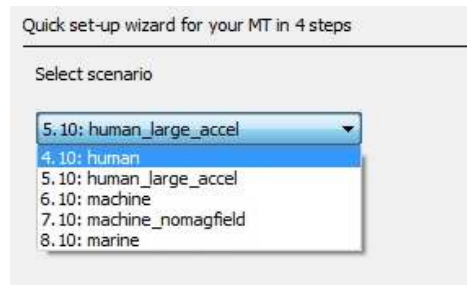 Quick set-up wizard for your MT in 4 steps
Select scenario
5.10: human_large_accel
4.10: human
5.10: human_large_accel
6.10: machine
7.10: machine_nomagfield
8.10: marine